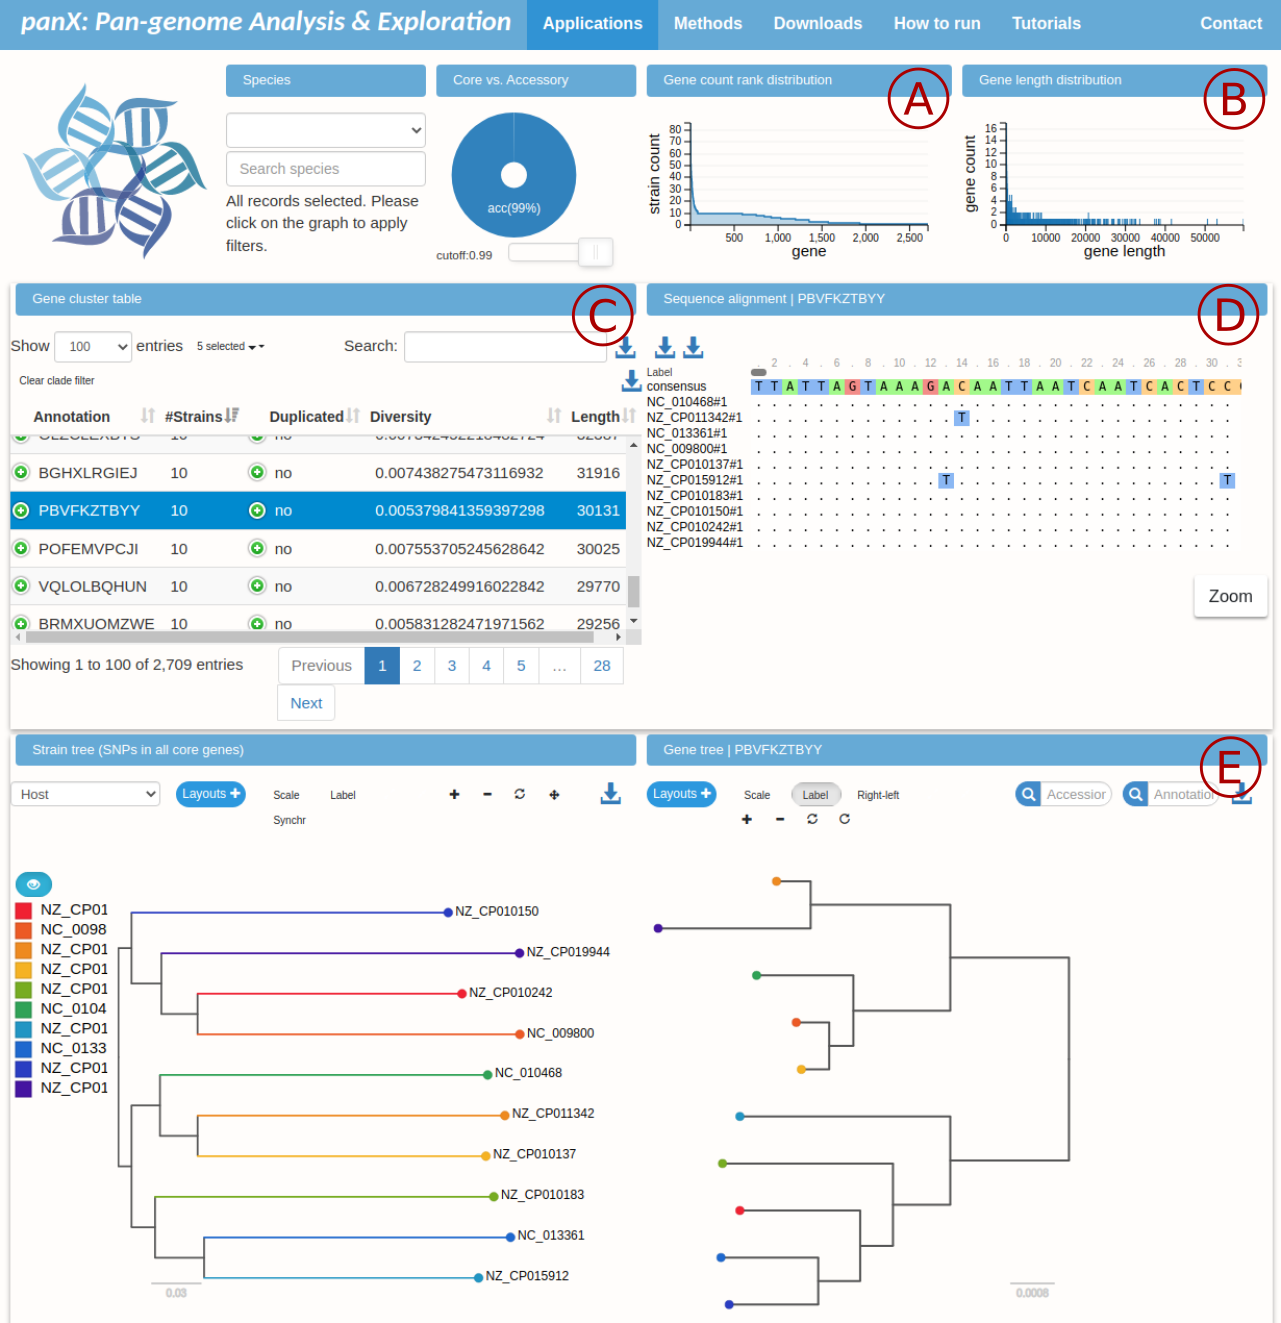 panX: Pan-genome Analysis & Exploration Applications Methods Downloads How to run Tutorials Contact
Species
Search species
All records selected. Please
click on the graph to apply
filters.
Core vs. Accessory
acc(99%)
cutoff:0.99
Gene count rank distribution
A
strain count
80
70
60
50
40
30
20
10
0
500 1,000 1,500 2,000 2,500
gene
Gene length distribution
B
gene count
16
14
12
10
8
6
4
2
0
0 10000 20000 30000 40000 50000
gene length
Gene cluster table
C
Show 100 entries 5 selected Search:
Clear clade filter
Annotation #Strains Duplicated Diversity Length
BGHXLRGIEJ 10 no 0.007438275473116932 31916
PBVFKZTBYY 10 no 0.005379841359397298 30131
POFEMVPCJI 10 no 0.007553705245628642 30025
VQLOLBQHUN 10 no 0.006728249916022842 29770
BRMXUOMZWE 10 no 0.005831282471971562 29256
Showing 1 to 100 of 2,709 entries
Previous 1 2 3 4 5 ... 28
Next
Sequence alignment | PBVFKZTBYY
D
. 2 . 4 . 6 . 8 . 10 . 12 . 14 . 16 . 18 . 20 . 22 . 24 . 26 . 28 . 30 .
Label
consensus T T A T T A G T A A A G A C A A T T A A T C A A T C A C T C C
NC_010468#1 . . . . . . . . . . . . . . . . . . . . . . . . . . . . . . .
NZ_CP011342#1 . . . . . . . . . . . . . T . . . . . . . . . . . . . . . . .
NC_013361#1 . . . . . . . . . . . . . . . . . . . . . . . . . . . . . . .
NC_009800#1 . . . . . . . . . . . . . . . . . . . . . . . . . . . . . . .
NZ_CP010137#1 . . . . . . . . . . . . . . . . . . . . . . . . . . . . . . .
NZ_CP015912#1 . . . . . . . . . . . . T . . . . . . . . . . . . . . . . . T
NZ_CP010183#1 . . . . . . . . . . . . . . . . . . . . . . . . . . . . . . .
NZ_CP010150#1 . . . . . . . . . . . . . . . . . . . . . . . . . . . . . . .
NZ_CP010242#1 . . . . . . . . . . . . . . . . . . . . . . . . . . . . . . .
NZ_CP019944#1 . . . . . . . . . . . . . . . . . . . . . . . . . . . . . . .
Zoom
Strain tree (SNPs in all core genes)
Host Layouts + Scale Label
Synchr
NZ_CP01
NC_0098
NZ_CP01
NZ_CP01
NZ_CP01
NC_0104
NZ_CP01
NC_0133
NZ_CP01
NZ_CP01
NZ_CP010150
NZ_CP019944
NZ_CP010242
NC_009800
NC_010468
NZ_CP011342
NZ_CP010137
NZ_CP010183
NC_013361
NZ_CP015912
0.03
Gene tree | PBVFKZTBYY
E
Layouts + Scale Label Right-left Accession Annotation
0.0008